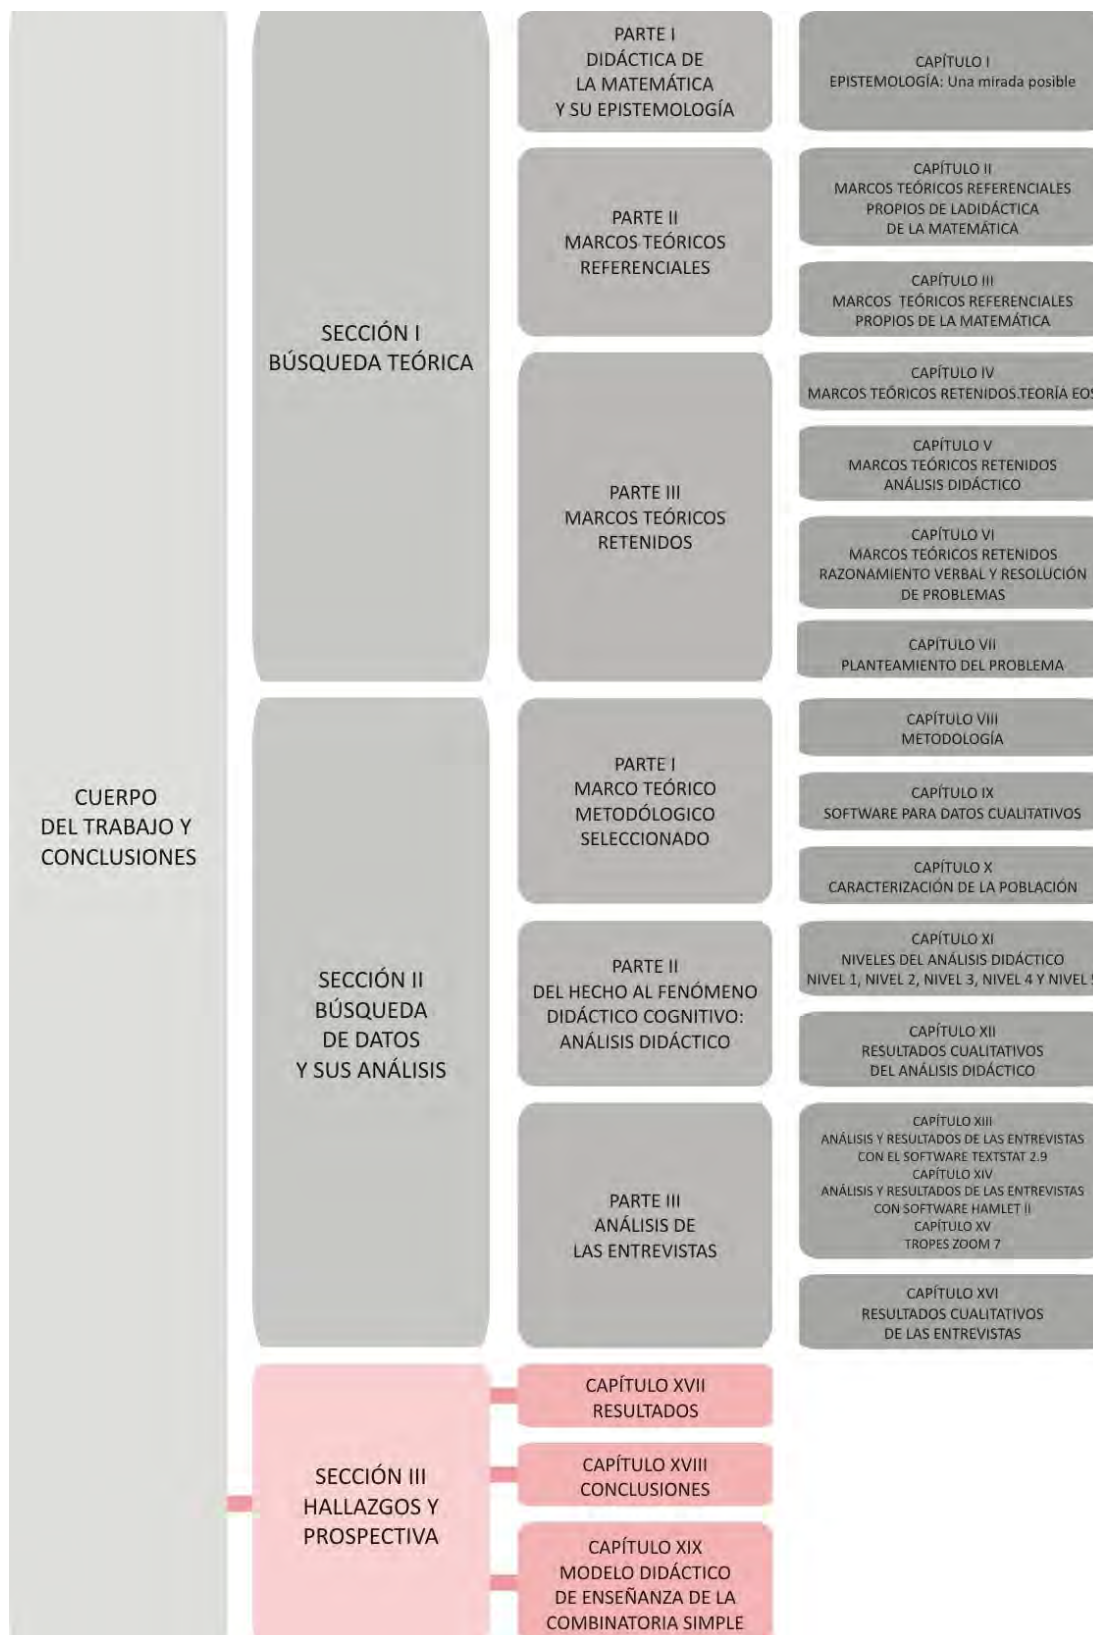 CUERPO
DEL TRABAJO Y
CONCLUSIONES
SECCIÓN I
BÚSQUEDA TEÓRICA
PARTE I
DIDÁCTICA DE
LA MATEMÁTICA
Y SU EPISTEMOLOGÍA
CAPÍTULO I
EPISTEMOLOGÍA: Una mirada posible
PARTE II
MARCOS TEÓRICOS
REFERENCIALES
CAPÍTULO II
MARCOS TEÓRICOS REFERENCIALES
PROPIOS DE LADIDÁCTICA
DE LA MATEMÁTICA
CAPÍTULO III
MARCOS TEÓRICOS REFERENCIALES
PROPIOS DE LA MATEMÁTICA
PARTE III
MARCOS TEÓRICOS
RETENIDOS
CAPÍTULO IV
MARCOS TEÓRICOS RETENIDOS.TEORÍA EOS
CAPÍTULO V
MARCOS TEÓRICOS RETENIDOS
ANÁLISIS DIDÁCTICO
CAPÍTULO VI
MARCOS TEÓRICOS RETENIDOS
RAZONAMIENTO VERBAL Y RESOLUCIÓN
DE PROBLEMAS
CAPÍTULO VII
PLANTEAMIENTO DEL PROBLEMA
SECCIÓN II
BÚSQUEDA
DE DATOS
Y SUS ANÁLISIS
PARTE I
MARCO TEÓRICO
METODÓLOGICO
SELECCIONADO
CAPÍTULO VIII
METODOLOGÍA
CAPÍTULO IX
SOFTWARE PARA DATOS CUALITATIVOS
CAPÍTULO X
CARACTERIZACIÓN DE LA POBLACIÓN
PARTE II
DEL HECHO AL FENÓMENO
DIDÁCTICO COGNITIVO:
ANÁLISIS DIDÁCTICO
CAPÍTULO XI
NIVELES DEL ANÁLISIS DIDÁCTICO
NIVEL 1, NIVEL 2, NIVEL 3, NIVEL 4 Y NIVEL 5
CAPÍTULO XII
RESULTADOS CUALITATIVOS
DEL ANÁLISIS DIDÁCTICO
PARTE III
ANÁLISIS DE
LAS ENTREVISTAS
CAPÍTULO XIII
ANÁLISIS Y RESULTADOS DE LAS ENTREVISTAS
CON EL SOFTWARE TEXTSTAT 2.9
CAPÍTULO XIV
ANÁLISIS Y RESULTADOS DE LAS ENTREVISTAS
CON SOFTWARE HAMLET II
CAPÍTULO XV
TROPES ZOOM 7
CAPÍTULO XVI
RESULTADOS CUALITATIVOS
DE LAS ENTREVISTAS
SECCIÓN III
HALLAZGOS Y
PROSPECTIVA
CAPÍTULO XVII
RESULTADOS
CAPÍTULO XVIII
CONCLUSIONES
CAPÍTULO XIX
MODELO DIDÁCTICO
DE ENSEÑANZA DE LA
COMBINATORIA SIMPLE